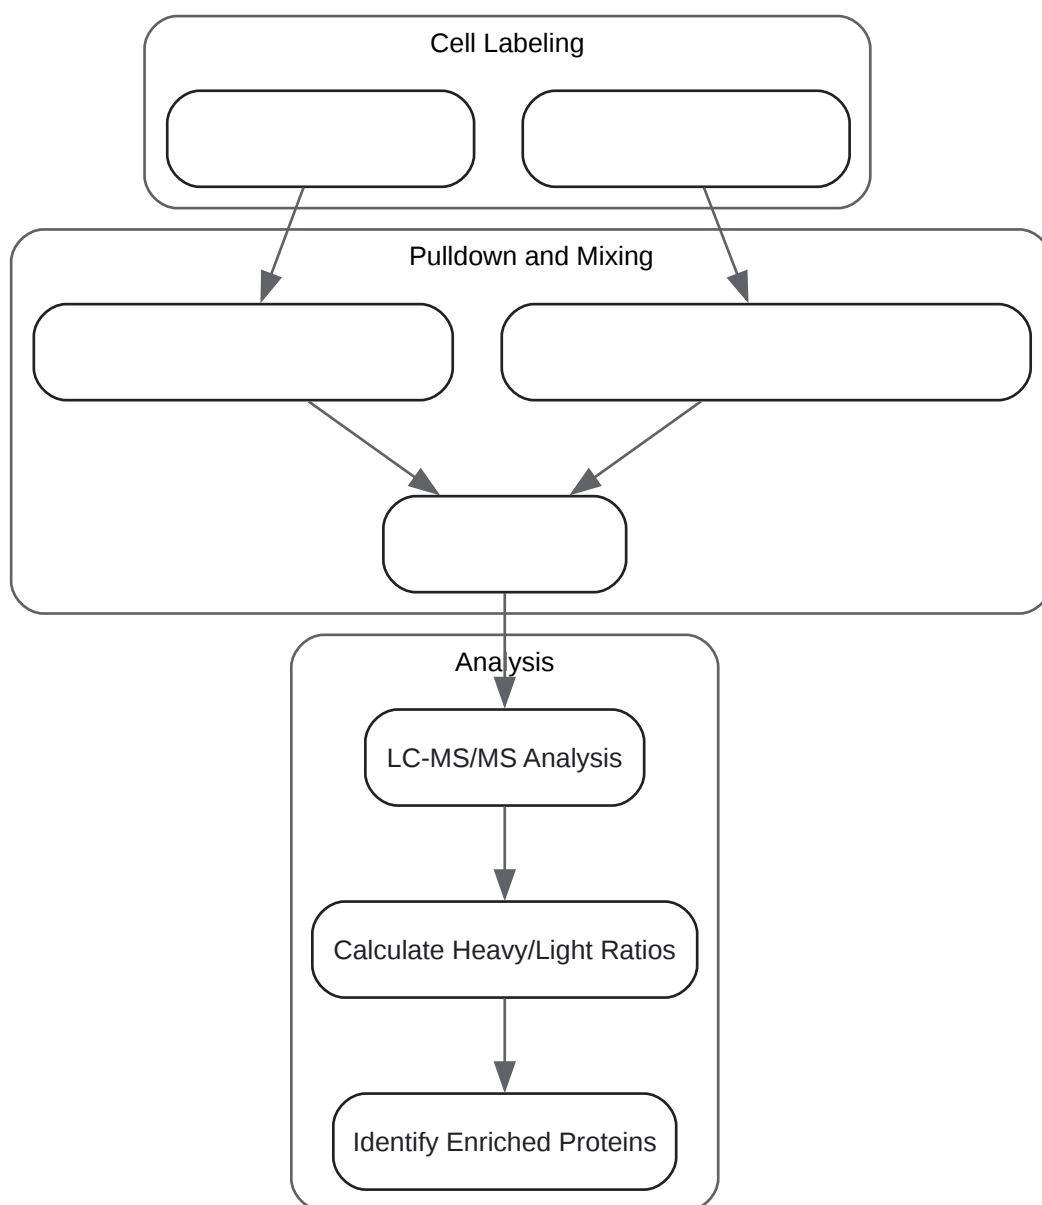 Cell Labeling
Pulldown and Mixing
Analysis
LC-MS/MS Analysis
Calculate Heavy/Light Ratios
Identify Enriched Proteins